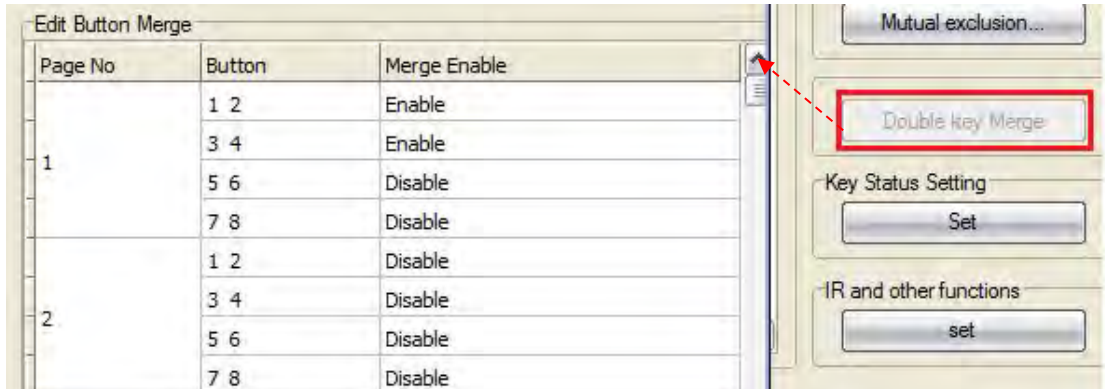 Edit Button Merge
Page No Button Merge Enable
1
1 2 Enable
3 4 Enable
5 6 Disable
7 8 Disable
2
1 2 Disable
3 4 Disable
5 6 Disable
7 8 Disable
Mutual exclusion...
Double key Merge
Key Status Setting
Set
IR and other functions
set